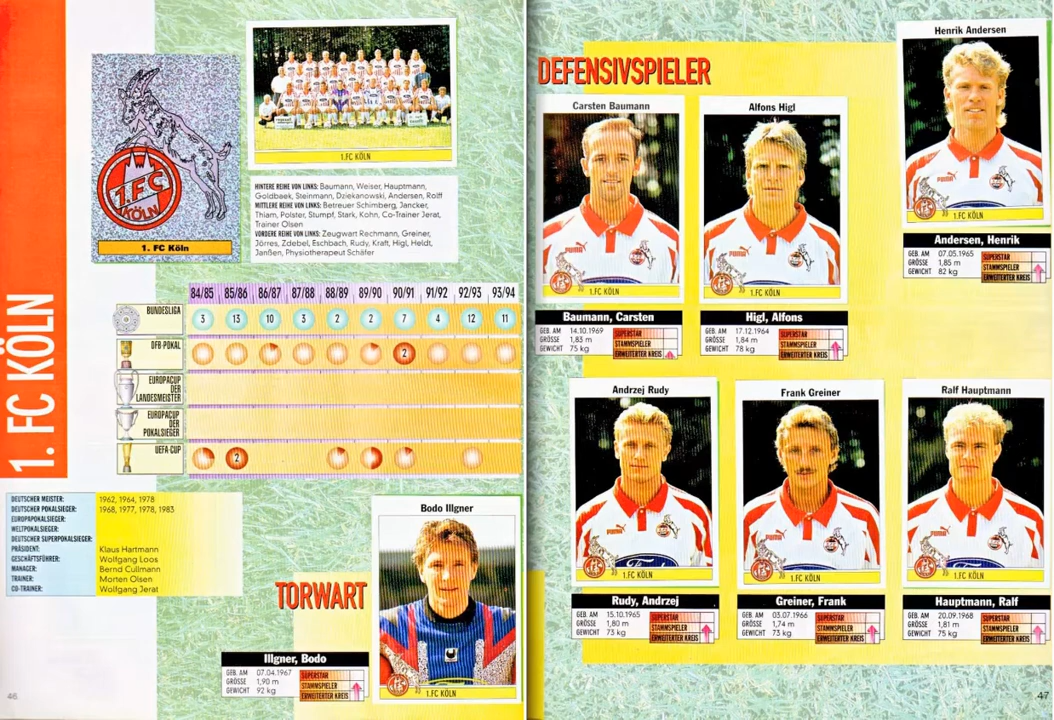 1. FC KÖLN
1.FC
KÖLN
1. FC Köln
1.FC KÖLN
HINTERE REIHE VON LINKS: Baumann, Weiser, Hauptmann,
Goldbaek, Steinmann, Dziekanowski, Andersen, Rolff
MITTLERE REIHE VON LINKS: Betreuer Schimberg, Jancker,
Thiam, Polster, Stumpf, Stark, Kohn, Co-Trainer Jerat,
Trainer Olsen
VORDERE REIHE VON LINKS: Zeugwart Rechmann, Greiner,
Jörres, Zdebel, Eschbach, Rudy, Kraft, Higl, Heldt,
Janßen, Physiotherapeut Schäfer
84/85 85/86 86/87 87/88 88/89 89/90 90/91 91/92 92/93 93/94
BUNDESLIGA 3 13 10 3 2 2 7 4 12 11
DFB-POKAL 2
EUROPACUP
DER
LANDESMEISTER
EUROPACUP
DER
POKALSIEGER
UEFA-CUP 2
DEUTSCHER MEISTER: 1962, 1964, 1978
DEUTSCHER POKALSIEGER: 1968, 1977, 1978, 1983
EUROPAPOKALSIEGER:
WELTPOKALSIEGER:
DEUTSCHER SUPERPOKALSIEGER:
PRÄSIDENT: Klaus Hartmann
GESCHÄFTSFÜHRER: Wolfgang Loos
MANAGER: Bernd Cullmann
TRAINER: Morten Olsen
CO-TRAINER: Wolfgang Jerat
TORWART
Bodo Illgner
1.FC KÖLN
Illgner, Bodo
GEB. AM 07.04.1967 SUPERSTAR
GRÖSSE 1,90 m STAMMSPIELER
GEWICHT 92 kg ERWEITERTER KREIS
46
DEFENSIVSPIELER
Carsten Baumann
PUMA
1.FC KÖLN
Baumann, Carsten
GEB. AM 14.10.1969 SUPERSTAR
GRÖSSE 1,83 m STAMMSPIELER
GEWICHT 75 kg ERWEITERTER KREIS
Alfons Higl
PUMA
1.FC KÖLN
Higl, Alfons
GEB. AM 17.12.1964 SUPERSTAR
GRÖSSE 1,84 m STAMMSPIELER
GEWICHT 78 kg ERWEITERTER KREIS
Henrik Andersen
PUMA
1.FC KÖLN
Andersen, Henrik
GEB. AM 07.05.1965 SUPERSTAR
GRÖSSE 1,85 m STAMMSPIELER
GEWICHT 82 kg ERWEITERTER KREIS
Andrzej Rudy
PUMA
Ford
1.FC KÖLN
Rudy, Andrzej
GEB. AM 15.10.1965 SUPERSTAR
GRÖSSE 1,80 m STAMMSPIELER
GEWICHT 73 kg ERWEITERTER KREIS
Frank Greiner
PUMA
1.FC KÖLN
Greiner, Frank
GEB. AM 03.07.1966 SUPERSTAR
GRÖSSE 1,74 m STAMMSPIELER
GEWICHT 73 kg ERWEITERTER KREIS
Ralf Hauptmann
PUMA
1.FC KÖLN
Hauptmann, Ralf
GEB. AM 20.09.1968 SUPERSTAR
GRÖSSE 1,81 m STAMMSPIELER
GEWICHT 75 kg ERWEITERTER KREIS
47